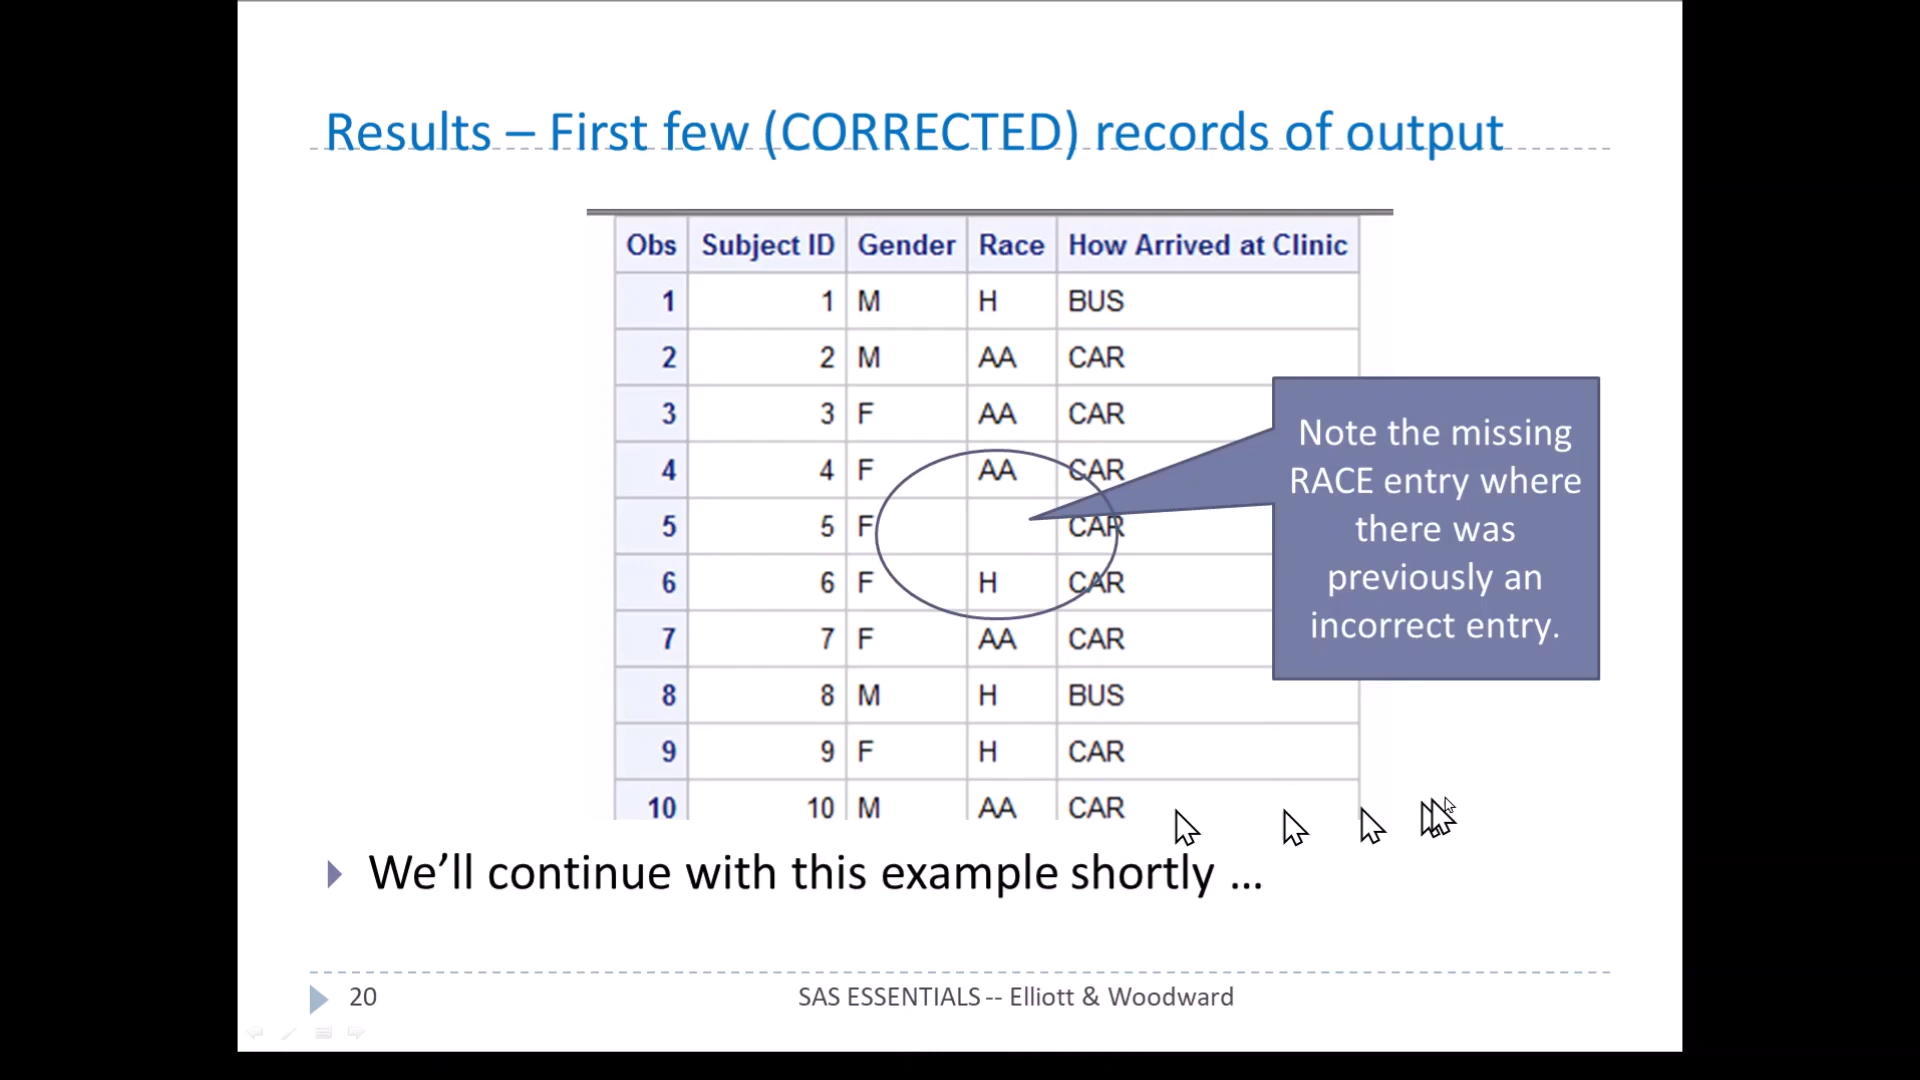 Results – First few (CORRECTED) records of output
Obs Subject ID Gender Race How Arrived at Clinic
1 1 M H BUS
2 2 M AA CAR
3 3 F AA CAR
4 4 F AA CAR
5 5 F CAR
6 6 F H CAR
7 7 F AA CAR
8 8 M H BUS
9 9 F H CAR
10 10 M AA CAR
Note the missing
RACE entry where
there was
previously an
incorrect entry.
We’ll continue with this example shortly …
20 SAS ESSENTIALS -- Elliott & Woodward